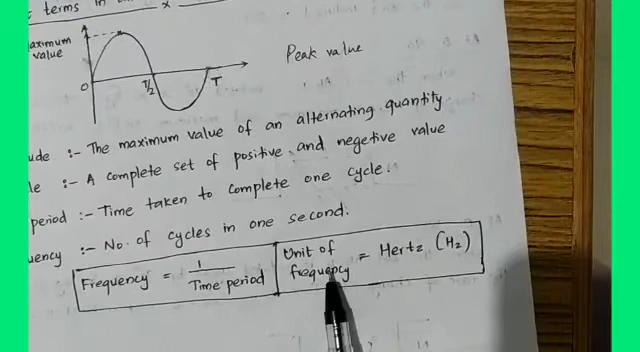 terms in
maximum
value
Peak value
0
T/2
T
ude :- The maximum value of an alternating quantity.
le :- A complete set of positive and negetive value
period :- Time taken to complete one cycle.
uency :- No. of cycles in one second.
Frequency = 1 / Time period
Unit of frequency = Hertz (Hz)